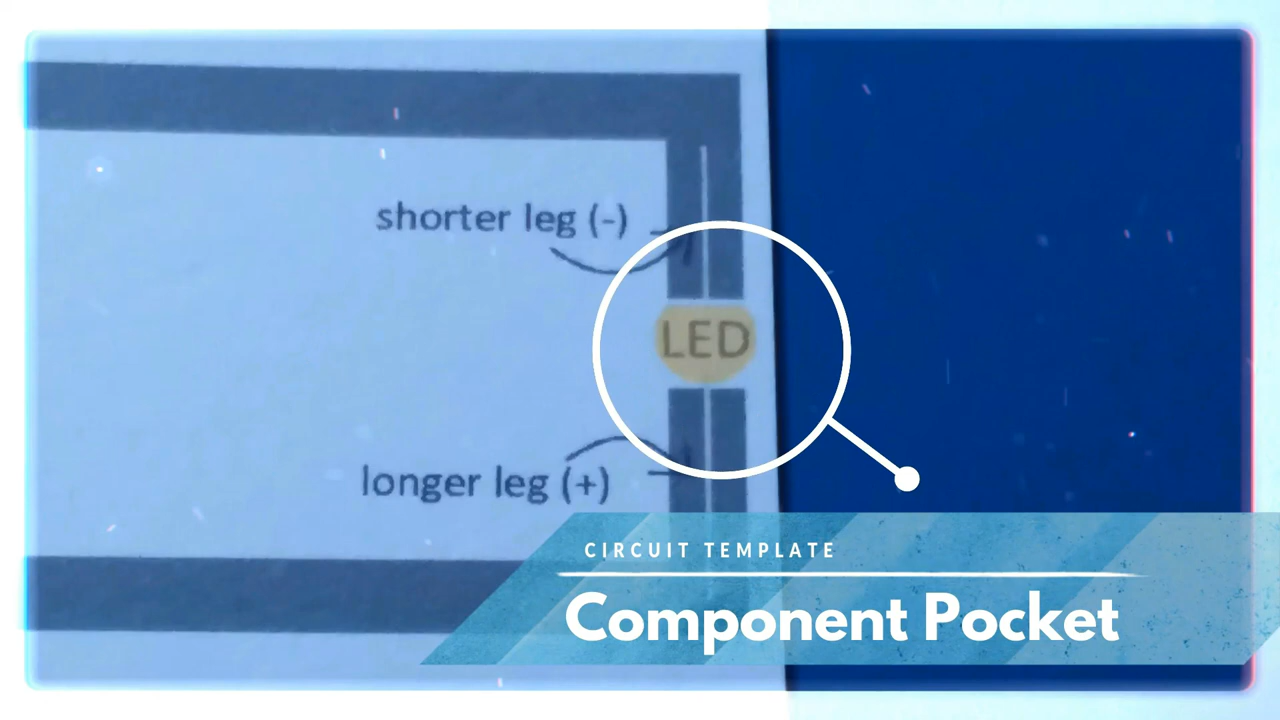 shorter leg (-)
LED
longer leg (+)
CIRCUIT TEMPLATE
Component Pocket